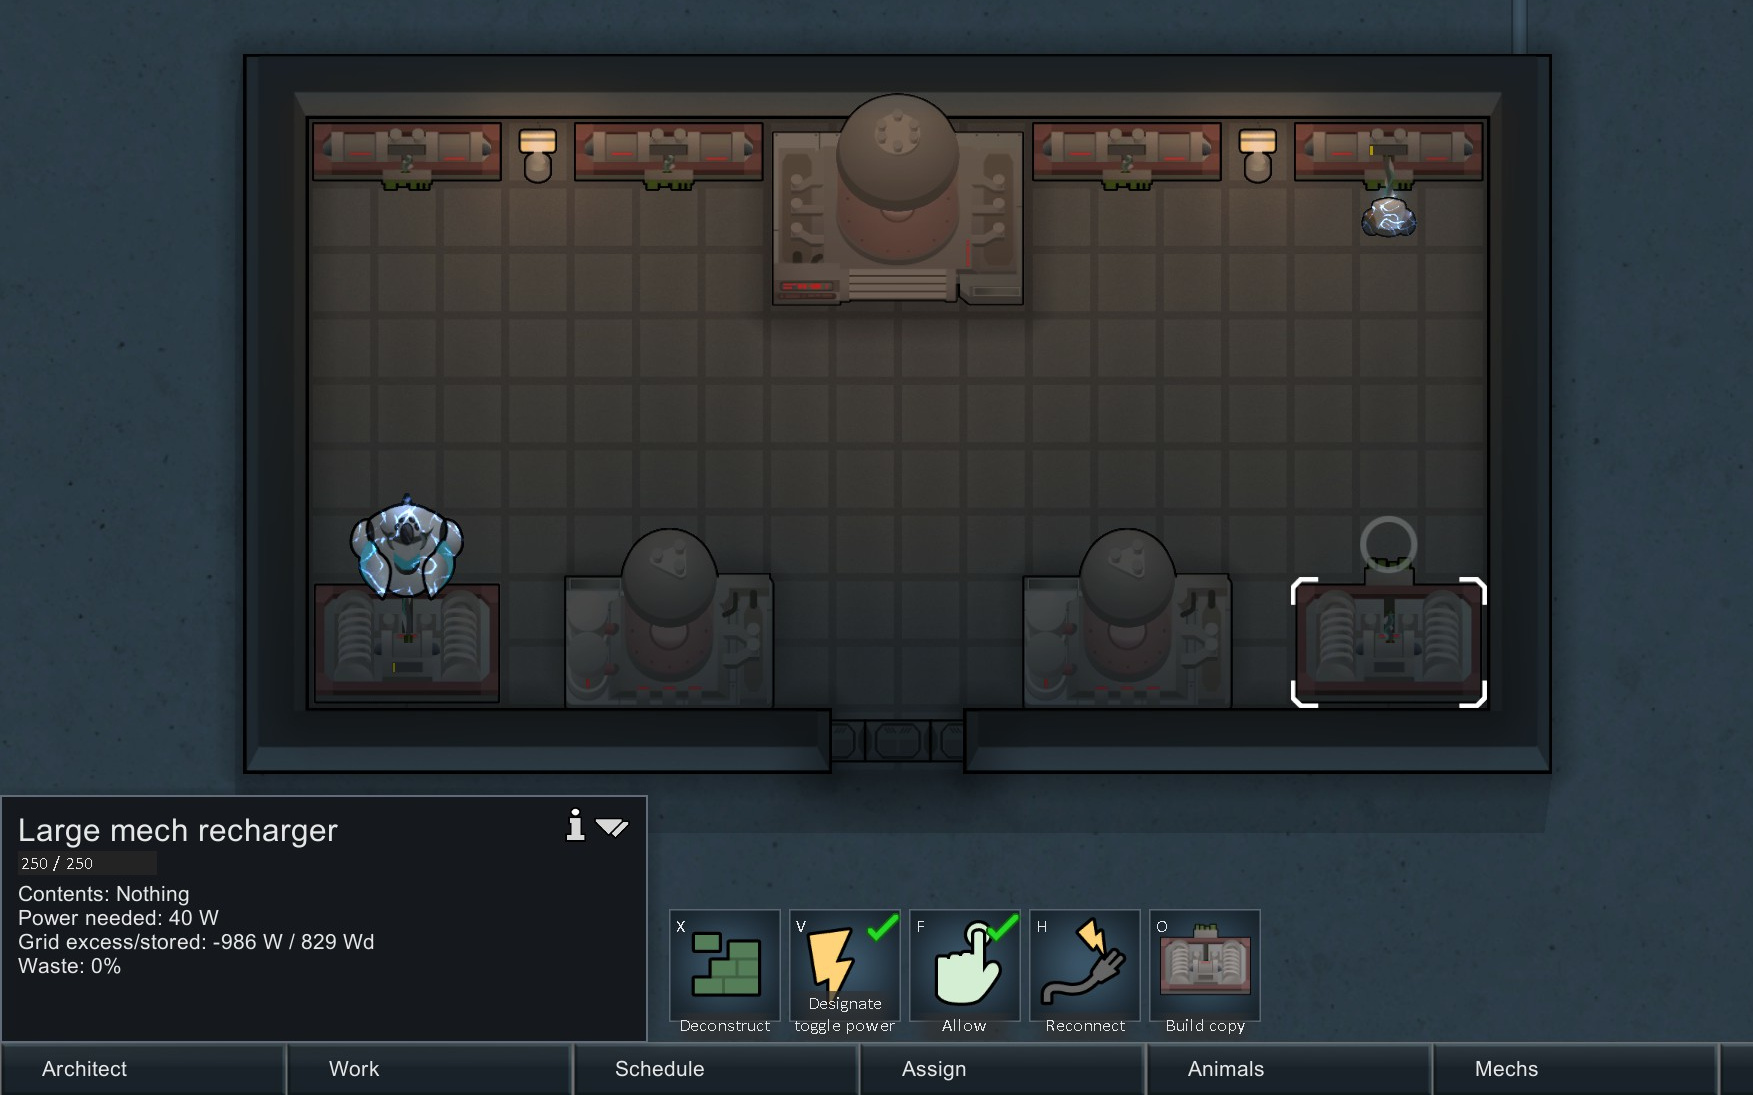 Large mech recharger
250 / 250
Contents: Nothing
Power needed: 40 W
Grid excess/stored: -986 W / 829 Wd
Waste: 0%
X
V
F
H
O
Deconstruct
Designate
toggle power
Allow
Reconnect
Build copy
Architect
Work
Schedule
Assign
Animals
Mechs